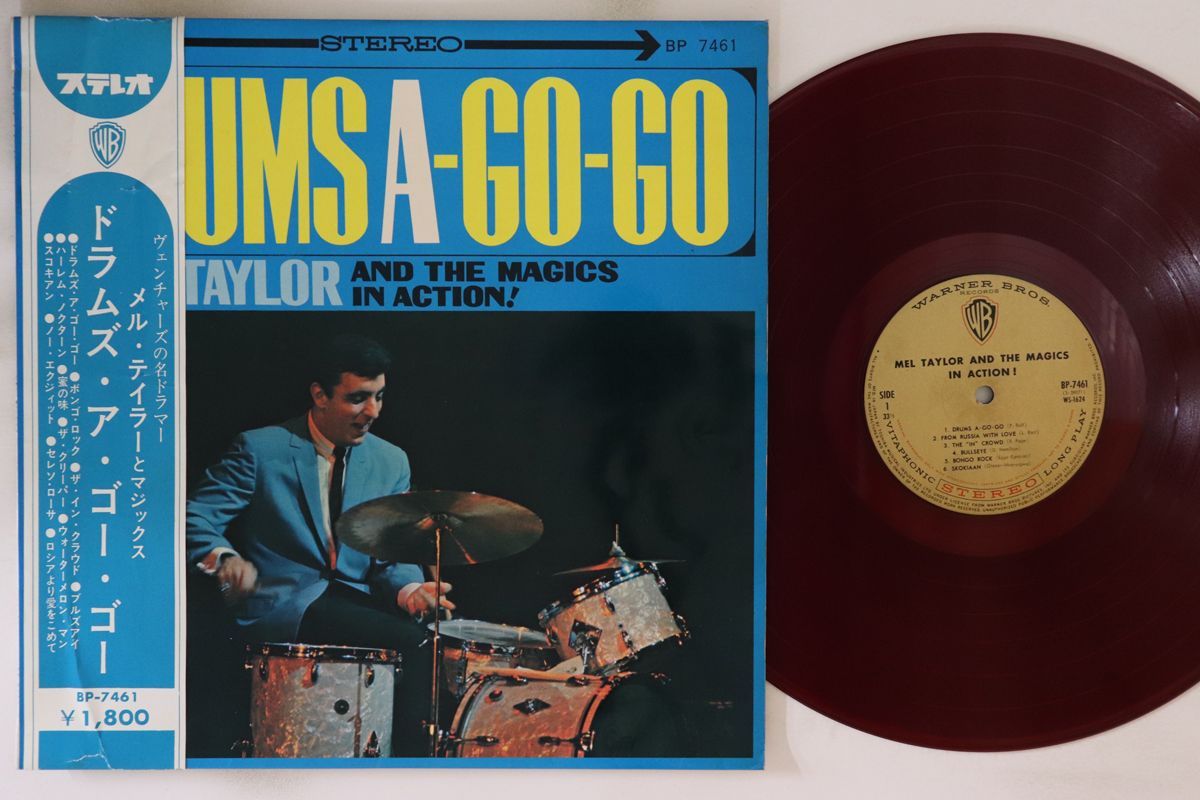 ステレオ
WB
ヴェンチャーズの名ドラマー
メル・テイラーとマジックス
ドラムズ・ア・ゴー・ゴー
●ドラムズ・ア・ゴー・ゴー ●ボンゴ・ロック ●ザ・イン・クラウド ●ブルズアイ
●ハーレム・ノクターン ●蜜の味 ●ザ・クリーパー ●ウォーターメロン・マン
●スコキアン ●ノー・エクジィット ●セレソ・ローサ ●ロシアより愛をこめて
BP-7461
¥1,800
STEREO
BP 7461
UMS A-GO-GO
TAYLOR AND THE MAGICS
IN ACTION!
WARNER BROS.
RECORDS
WB
MEL TAYLOR AND THE MAGICS
IN ACTION!
SIDE
1
33⅓
BP-7461
WS-1624
1. DRUMS A-GO-GO
2. FROM RUSSIA WITH LOVE
3. THE "IN" CROWD
4. BULLSEYE
5. BONGO ROCK
6. SKOKIAAN
VITAPHONIC STEREO LONG PLAY